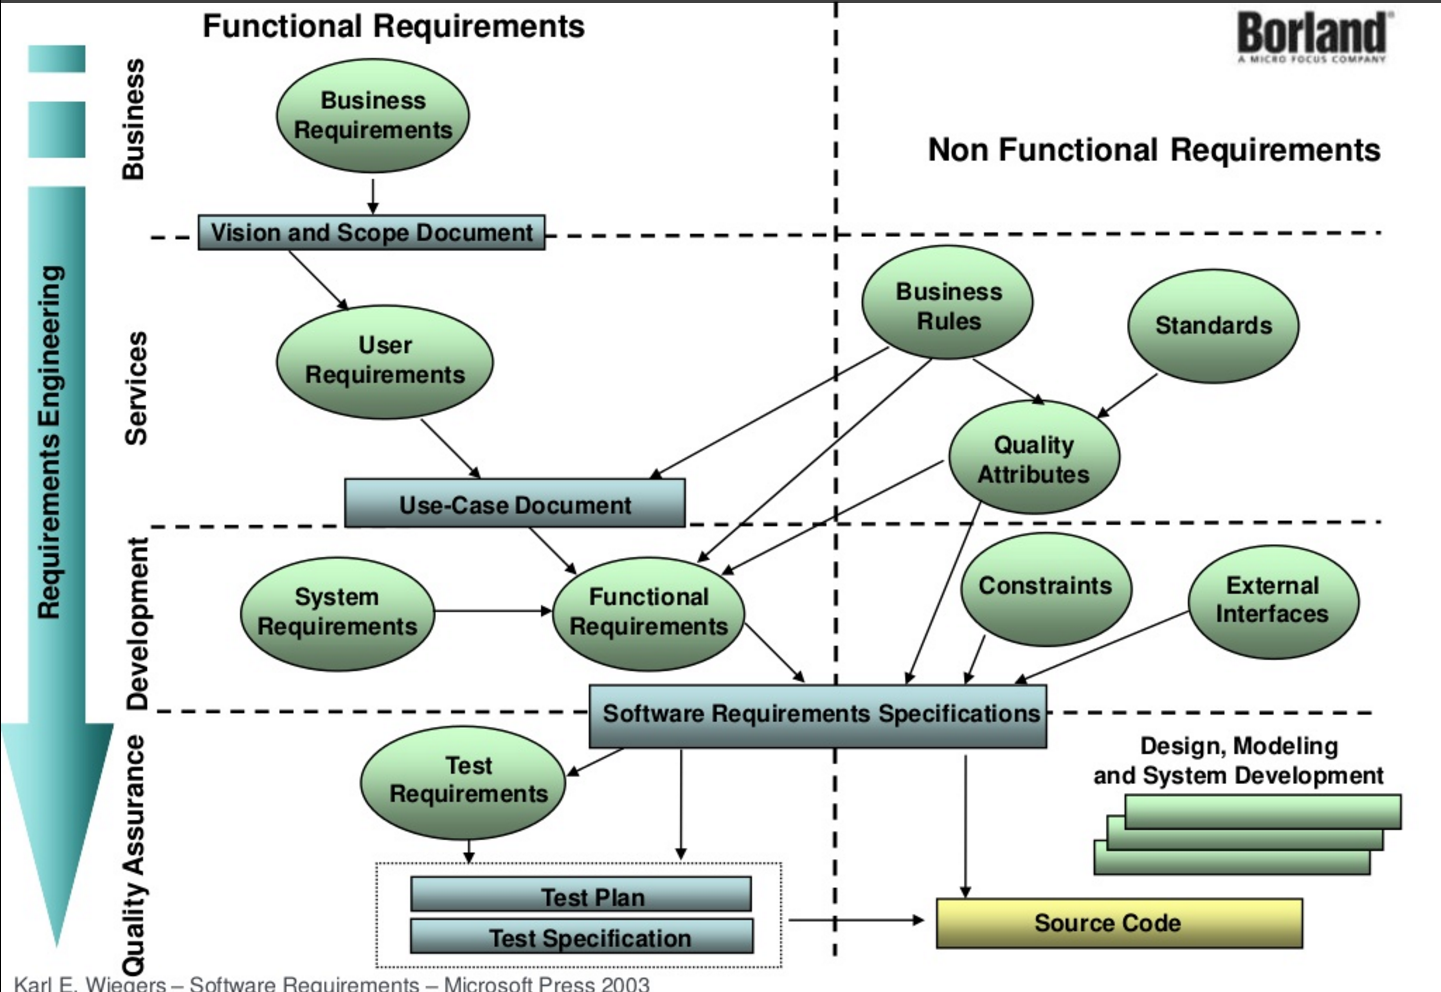 Functional Requirements
Borland®
A MICRO FOCUS COMPANY
Non Functional Requirements
Requirements Engineering
Business
Business
Requirements
Vision and Scope Document
Services
User
Requirements
Business
Rules
Standards
Quality
Attributes
Use-Case Document
Development
System
Requirements
Functional
Requirements
Constraints
External
Interfaces
Software Requirements Specifications
Quality Assurance
Test
Requirements
Design, Modeling
and System Development
Test Plan
Test Specification
Source Code
Karl E. Wiegers – Software Requirements – Microsoft Press 2003